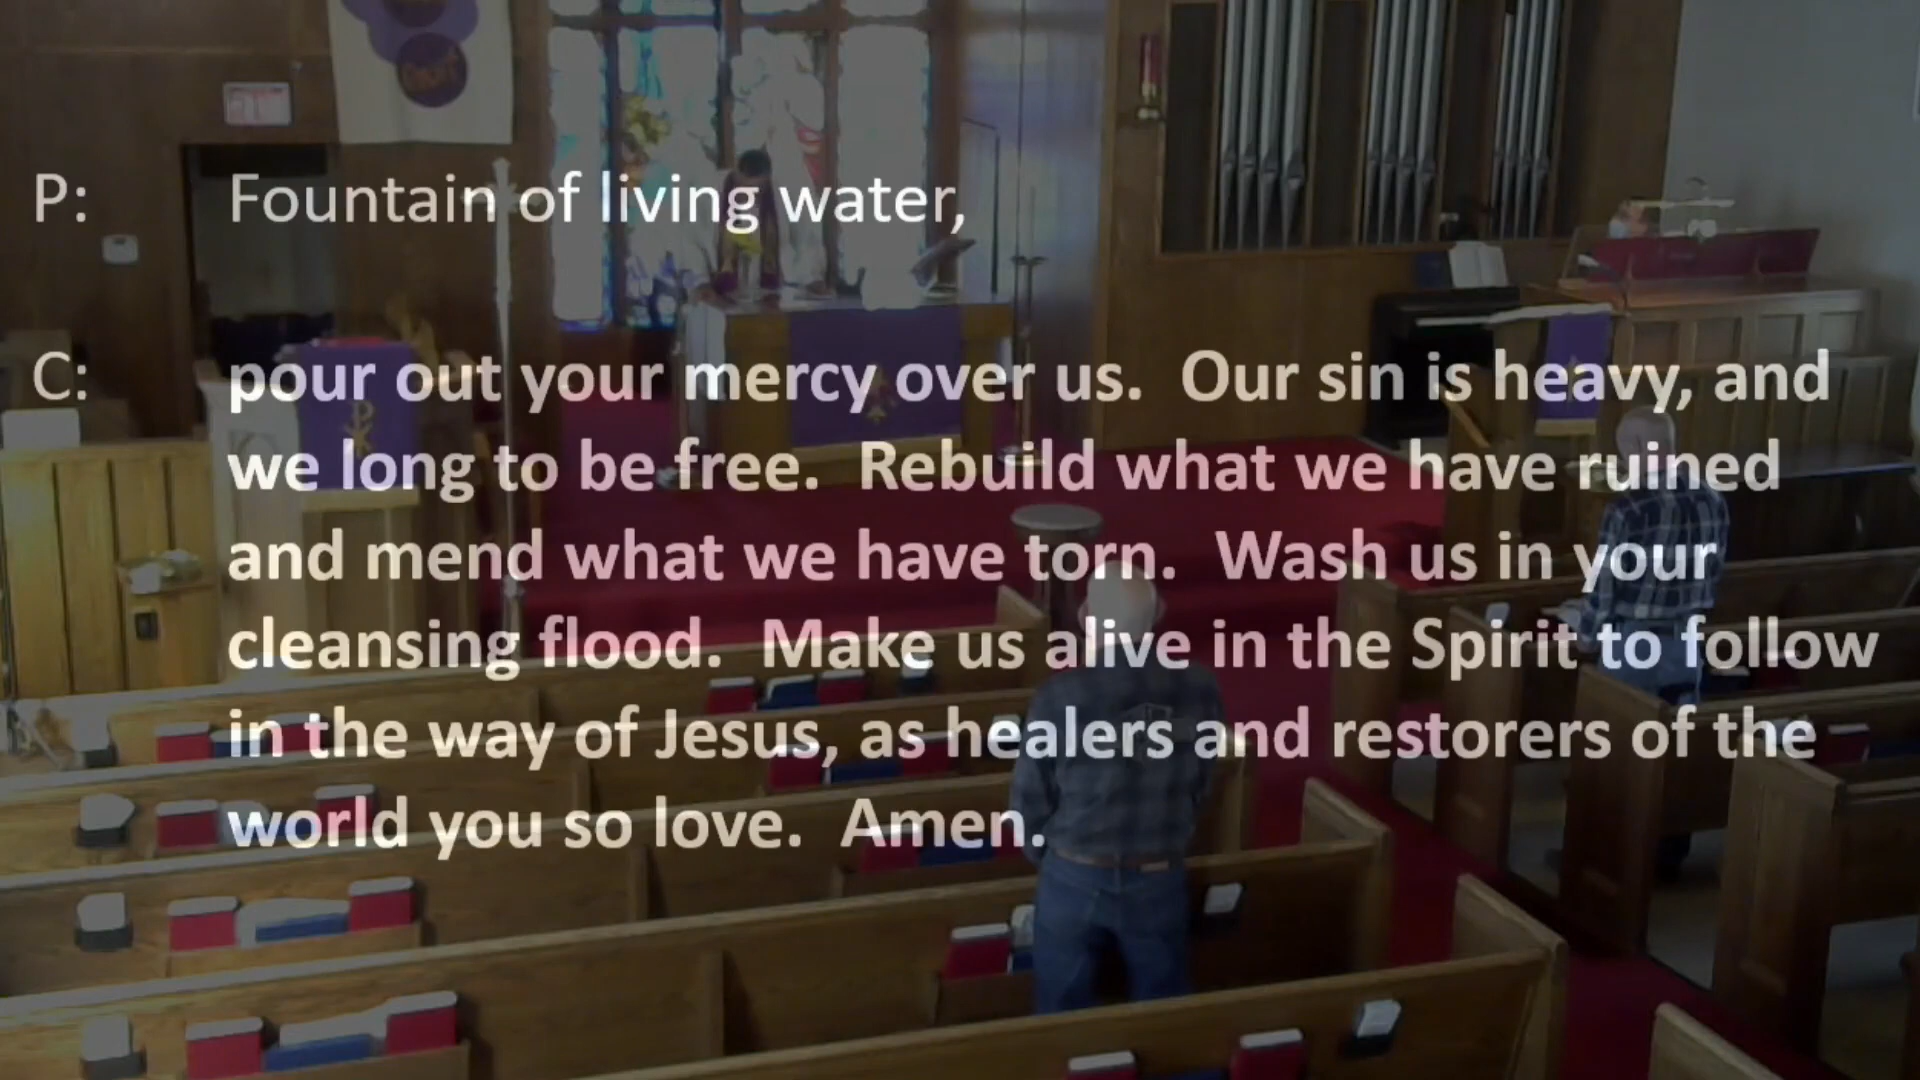 P: Fountain of living water,
C: pour out your mercy over us. Our sin is heavy, and
we long to be free. Rebuild what we have ruined
and mend what we have torn. Wash us in your
cleansing flood. Make us alive in the Spirit to follow
in the way of Jesus, as healers and restorers of the
world you so love. Amen.